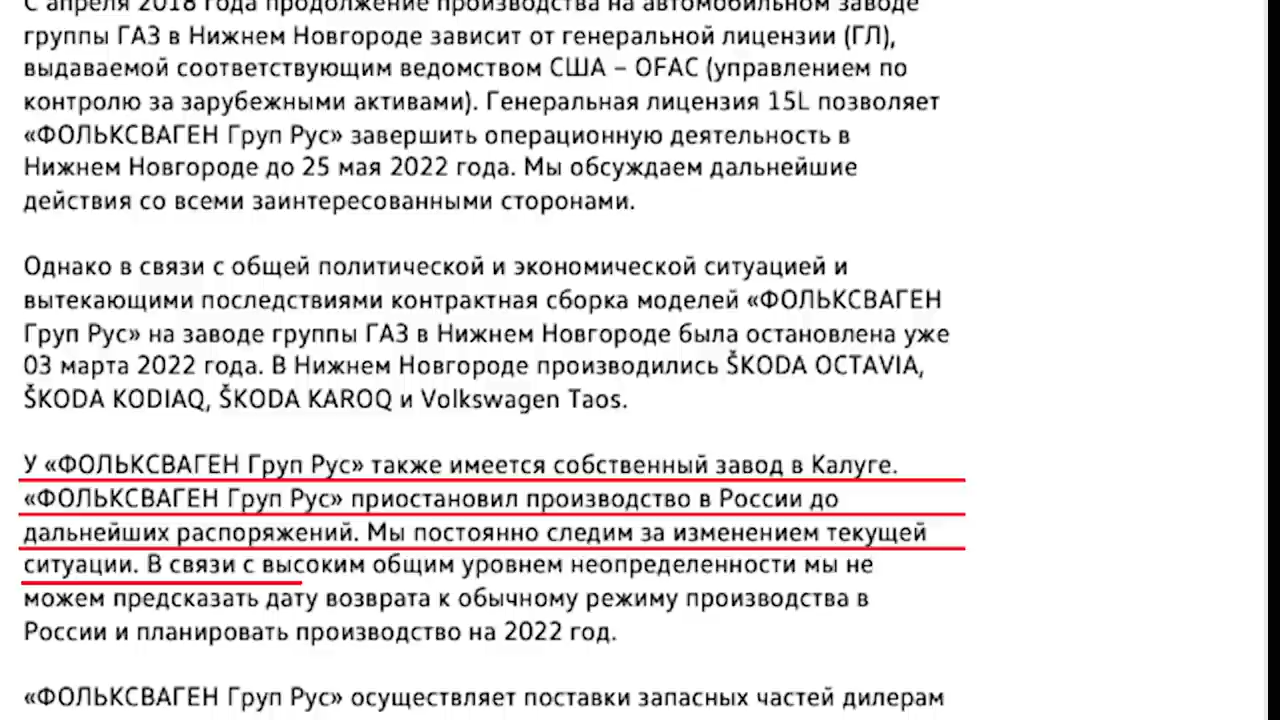 С апреля 2018 года продолжение производства на автомобильном заводе
группы ГАЗ в Нижнем Новгороде зависит от генеральной лицензии (ГЛ),
выдаваемой соответствующим ведомством США – OFAC (управлением по
контролю за зарубежными активами). Генеральная лицензия 15L позволяет
«ФОЛЬКСВАГЕН Груп Рус» завершить операционную деятельность в
Нижнем Новгороде до 25 мая 2022 года. Мы обсуждаем дальнейшие
действия со всеми заинтересованными сторонами.
Однако в связи с общей политической и экономической ситуацией и
вытекающими последствиями контрактная сборка моделей «ФОЛЬКСВАГЕН
Груп Рус» на заводе группы ГАЗ в Нижнем Новгороде была остановлена уже
03 марта 2022 года. В Нижнем Новгороде производились ŠKODA OCTAVIA,
ŠKODA KODIAQ, ŠKODA KAROQ и Volkswagen Taos.
У «ФОЛЬКСВАГЕН Груп Рус» также имеется собственный завод в Калуге.
«ФОЛЬКСВАГЕН Груп Рус» приостановил производство в России до
дальнейших распоряжений. Мы постоянно следим за изменением текущей
ситуации. В связи с высоким общим уровнем неопределенности мы не
можем предсказать дату возврата к обычному режиму производства в
России и планировать производство на 2022 год.
«ФОЛЬКСВАГЕН Груп Рус» осуществляет поставки запасных частей дилерам